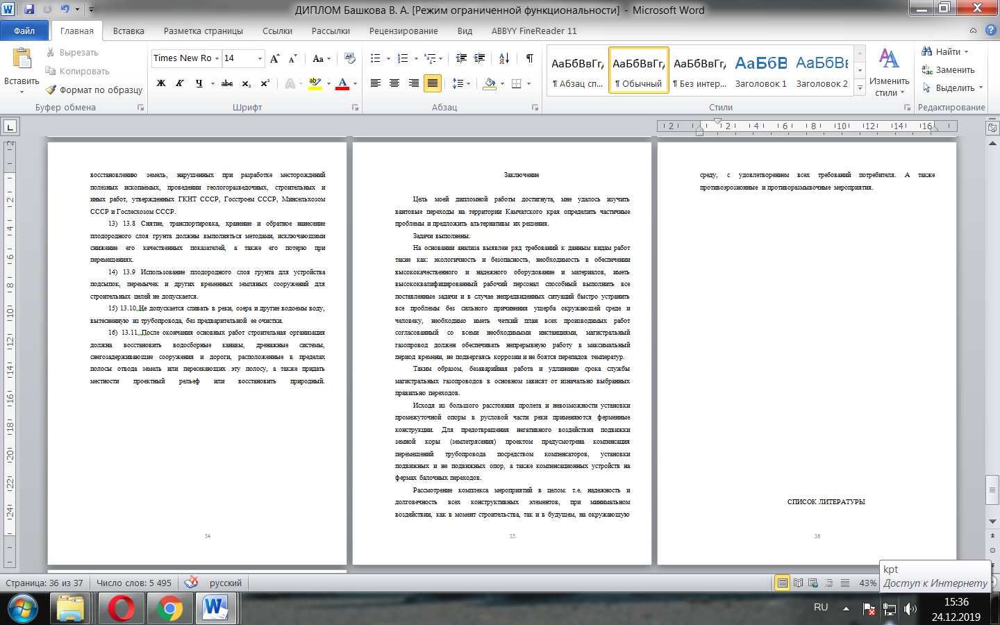 ДИПЛОМ Башкова В. А. [Режим ограниченной функциональности] - Microsoft Word
Файл Главная Вставка Разметка страницы Ссылки Рассылки Рецензирование Вид ABBYY FineReader 11
Вставить
Вырезать
Копировать
Формат по образцу
Буфер обмена
Times New Ro 14
Ж К Ч abc x₂ x²
Шрифт
Абзац
АаБбВвГг, АаБбВвГг, АаБбВвГг, АаБбВ АаБбВв
¶ Абзац сп... ¶ Обычный ¶ Без интер... Заголовок 1 Заголовок 2
Стили
Изменить стили
Найти
Заменить
Выделить
Редактирование
восстановлению земель, нарушенных при разработке месторождений
полезных ископаемых, проведении геологоразведочных, строительных и
иных работ, утвержденных ГКНТ СССР, Госстроем СССР, Минсельхозом
СССР и Гослесхозом СССР.
13) 13.8 Снятие, транспортировка, хранение и обратное нанесение
плодородного слоя грунта должны выполняться методами, исключающими
снижение его качественных показателей, а также его потерю при
перемещениях.
14) 13.9 Использование плодородного слоя грунта для устройства
подсыпок, перемычек и других временных земляных сооружений для
строительных целей не допускается.
15) 13.10. Не допускается сливать в реки, озера и другие водоемы воду,
вытесненную из трубопровода, без предварительной ее очистки.
16) 13.11. После окончания основных работ строительная организация
должна восстановить водосборные канавы, дренажные системы,
снегозадерживающие сооружения и дороги, расположенные в пределах
полосы отвода земель или пересекающих эту полосу, а также придать
местности проектный рельеф или восстановить природный.
34
Заключение
Цель моей дипломной работы достигнута, мне удалось изучить
вантовые переходы на территории Камчатского края определить частичные
проблемы и предложить альтернативы их решения.
Задачи выполнены.
На основании анализа выявлен ряд требований к данным видам работ
такие как: экологичность и безопасность, необходимость в обеспечении
высококачественного и надежного оборудование и материалов, иметь
высококвалифицированный рабочий персонал способный выполнить все
поставленные задачи и в случае непредвиденных ситуаций быстро устранить
все проблемы без сильного причинения ущерба окружающей среде и
человеку, необходимо иметь четкий план всех производимых работ
согласованный со всеми необходимыми инстанциями, магистральный
газопровод должен обеспечивать непрерывную работу в максимальный
период времени, не подвергаясь коррозии и не боятся перепадов температур.
Таким образом, безаварийная работа и удлинение срока службы
магистральных газопроводов в основном зависят от изначально выбранных
правильно переходов.
Исходя из большого расстояния пролета и невозможности установки
промежуточной опоры в русловой части реки применяются ферменные
конструкции. Для предотвращения негативного воздействия подвижки
земной коры (землетрясения) проектом предусмотрена компенсация
перемещений трубопровода посредством компенсаторов, установки
подвижных и не подвижных опор, а также компенсационных устройств на
фермах балочных переходов.
Рассмотрение комплекса мероприятий в целом: т.е. надежность и
долговечность всех конструктивных элементов, при минимальном
воздействии, как в момент строительства, так и в будущем, на окружающую
35
среду, с удовлетворением всех требований потребителя. А также
противоэрозионные и противоразмывочные мероприятия.
СПИСОК ЛИТЕРАТУРЫ
36
Страница: 36 из 37 Число слов: 5 495 русский 43%
kpt
Доступ к Интернету
RU
15:36
24.12.2019